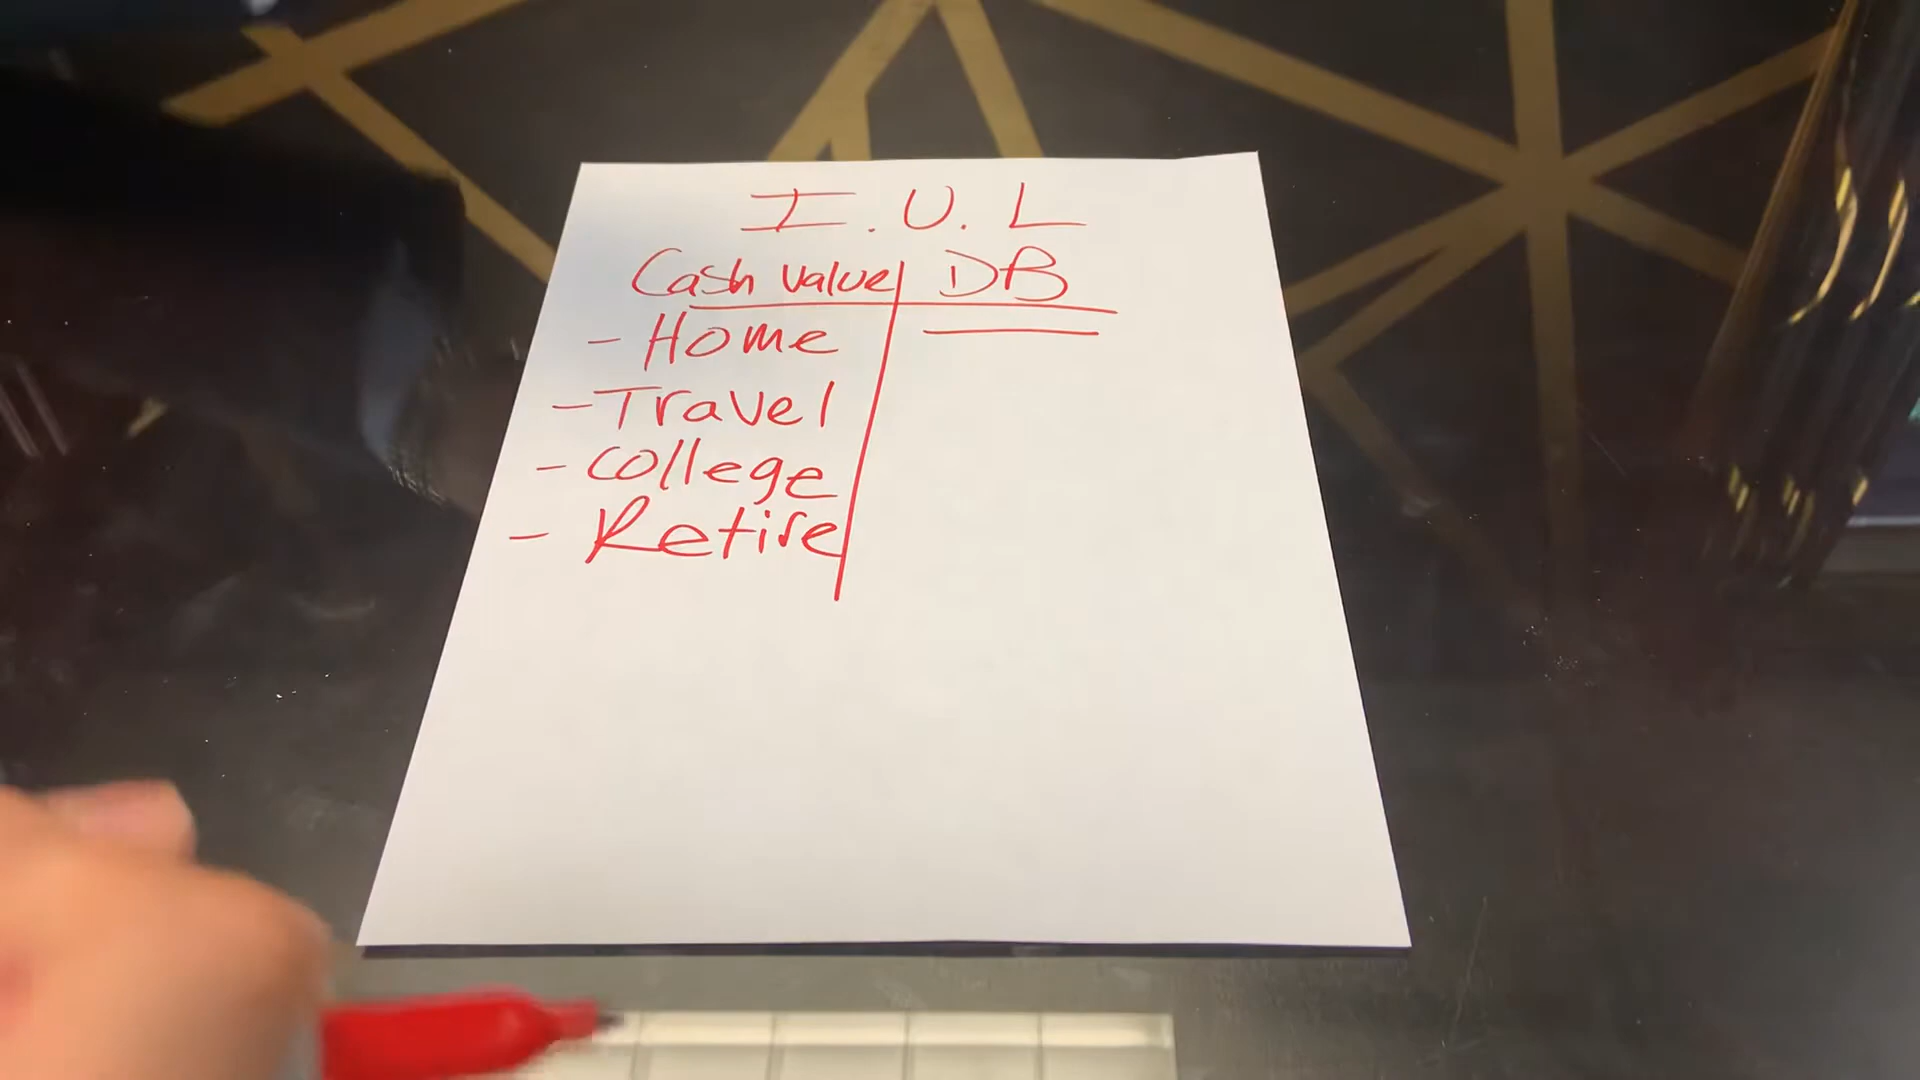 I.U.L
Cash value DB
- Home
- Travel
- College
- Retire